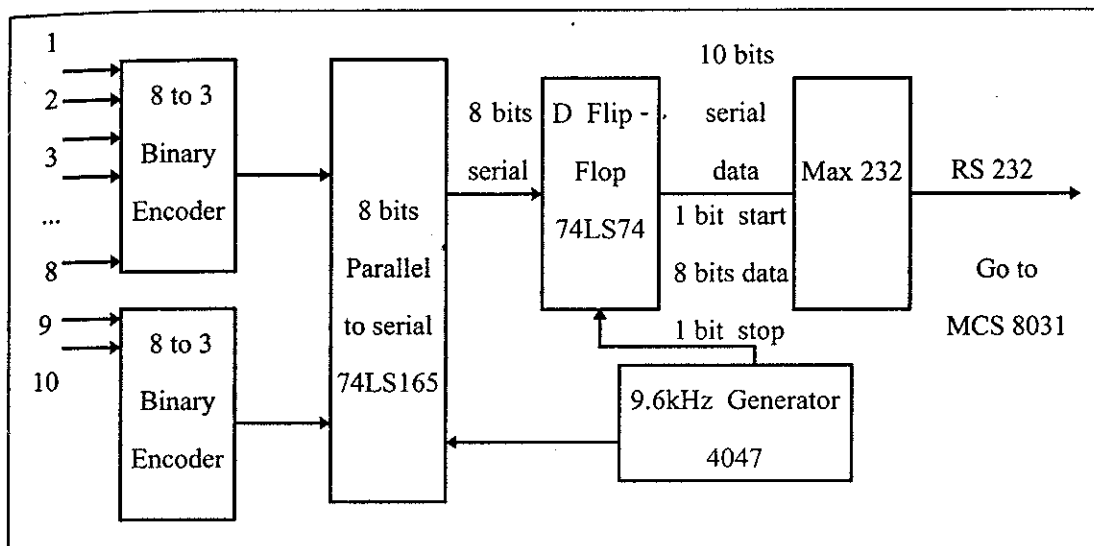 1
2
3
...
8
9
10
8 to 3
Binary
Encoder
8 to 3
Binary
Encoder
8 bits
Parallel
to serial
74LS165
8 bits
serial
D Flip -
Flop
74LS74
10 bits
serial
data
1 bit start
8 bits data
1 bit stop
9.6kHz Generator
4047
Max 232
RS 232
Go to
MCS 8031